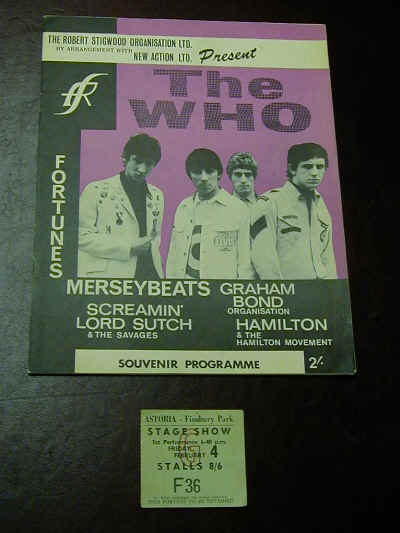 THE ROBERT STIGWOOD ORGANISATION LTD.
BY ARRANGEMENT WITH NEW ACTION LTD. Present
The
WHO
FORTUNES
MERSEYBEATS
GRAHAM
BOND
ORGANISATION
SCREAMIN'
LORD SUTCH
& THE SAVAGES
HAMILTON
& THE
HAMILTON MOVEMENT
SOUVENIR PROGRAMME 2/-
ASTORIA - Finsbury Park
STAGE SHOW
1st Performance 6-40 p.m.
FRIDAY
FEBRUARY 4
STALLS 8/6
F36